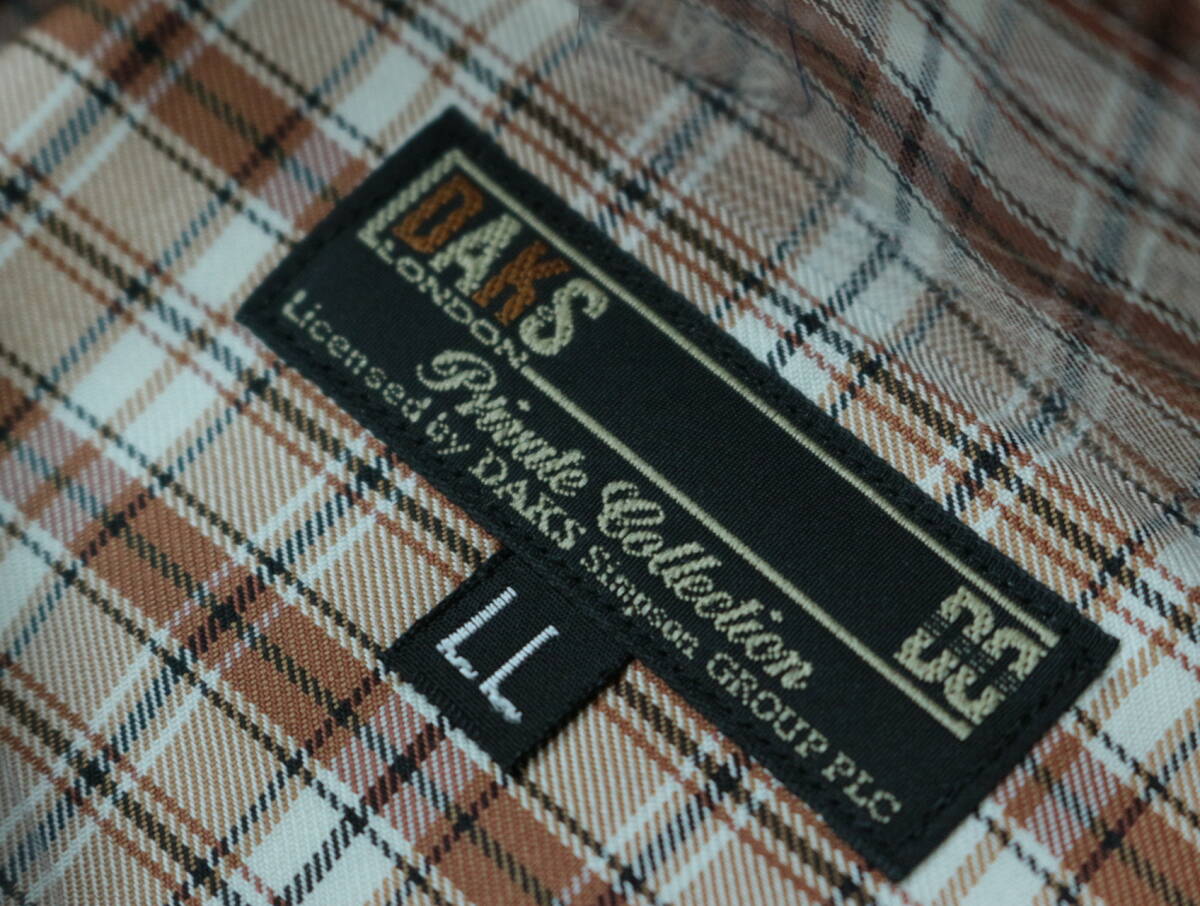 DAKS
LONDON
Private Collection
Licensed by DAKS Simpson GROUP PLC
LL